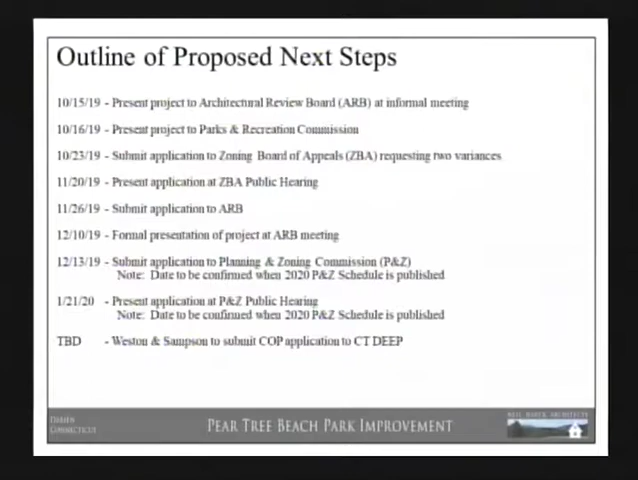 Outline of Proposed Next Steps
10/15/19 - Present project to Architectural Review Board (ARB) at informal meeting
10/16/19 - Present project to Parks & Recreation Commission
10/23/19 - Submit application to Zoning Board of Appeals (ZBA) requesting two variances
11/20/19 - Present application at ZBA Public Hearing
11/26/19 - Submit application to ARB
12/10/19 - Formal presentation of project at ARB meeting
12/13/19 - Submit application to Planning & Zoning Commission (P&Z)
Note: Date to be confirmed when 2020 P&Z Schedule is published
1/21/20 - Present application at P&Z Public Hearing
Note: Date to be confirmed when 2020 P&Z Schedule is published
TBD - Weston & Sampson to submit COP application to CT DEEP
DARIEN
CONNECTICUT
PEAR TREE BEACH PARK IMPROVEMENT
ARCHITECTS